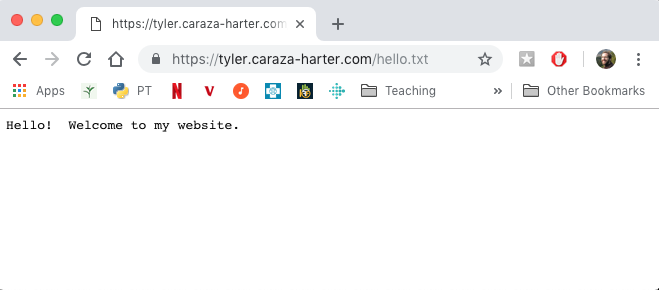 https://tyler.caraza-harter.com
https://tyler.caraza-harter.com/hello.txt
Apps PT N V Teaching » Other Bookmarks
Hello!  Welcome to my website.